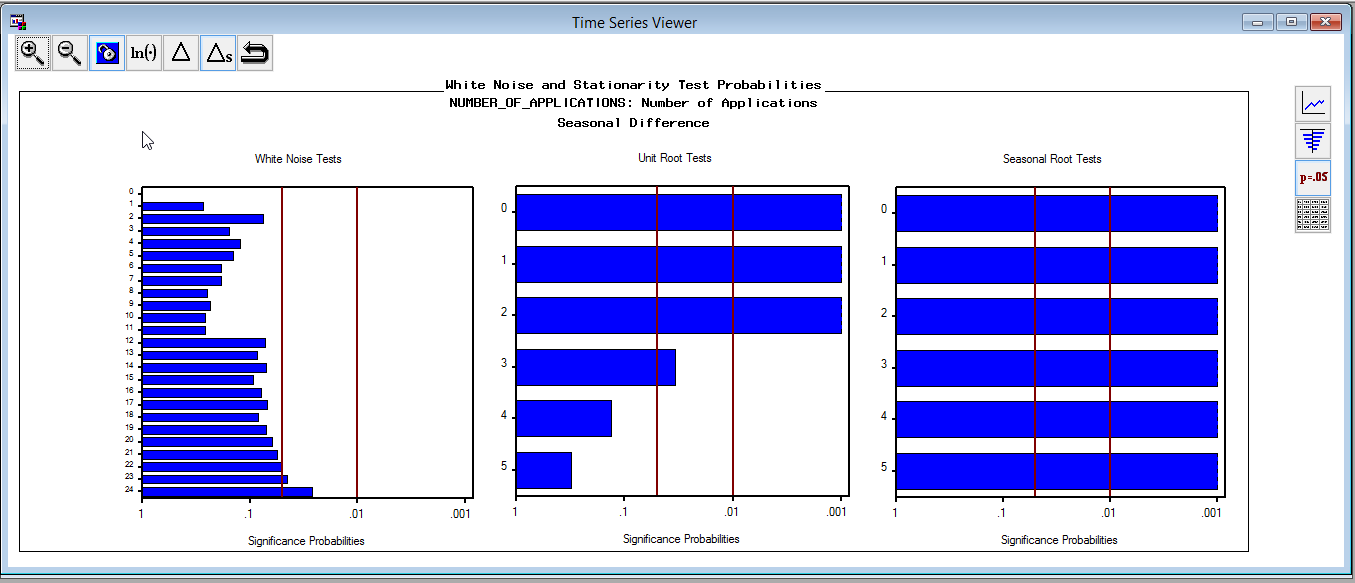 Time Series Viewer
ln(·) Δ Δs
White Noise and Stationarity Test Probabilities
NUMBER_OF_APPLICATIONS: Number of Applications
Seasonal Difference
p=.05
White Noise Tests
0
1
2
3
4
5
6
7
8
9
10
11
12
13
14
15
16
17
18
19
20
21
22
23
24
1 .1 .01 .001
Significance Probabilities
Unit Root Tests
0
1
2
3
4
5
1 .1 .01 .001
Significance Probabilities
Seasonal Root Tests
0
1
2
3
4
5
1 .1 .01 .001
Significance Probabilities